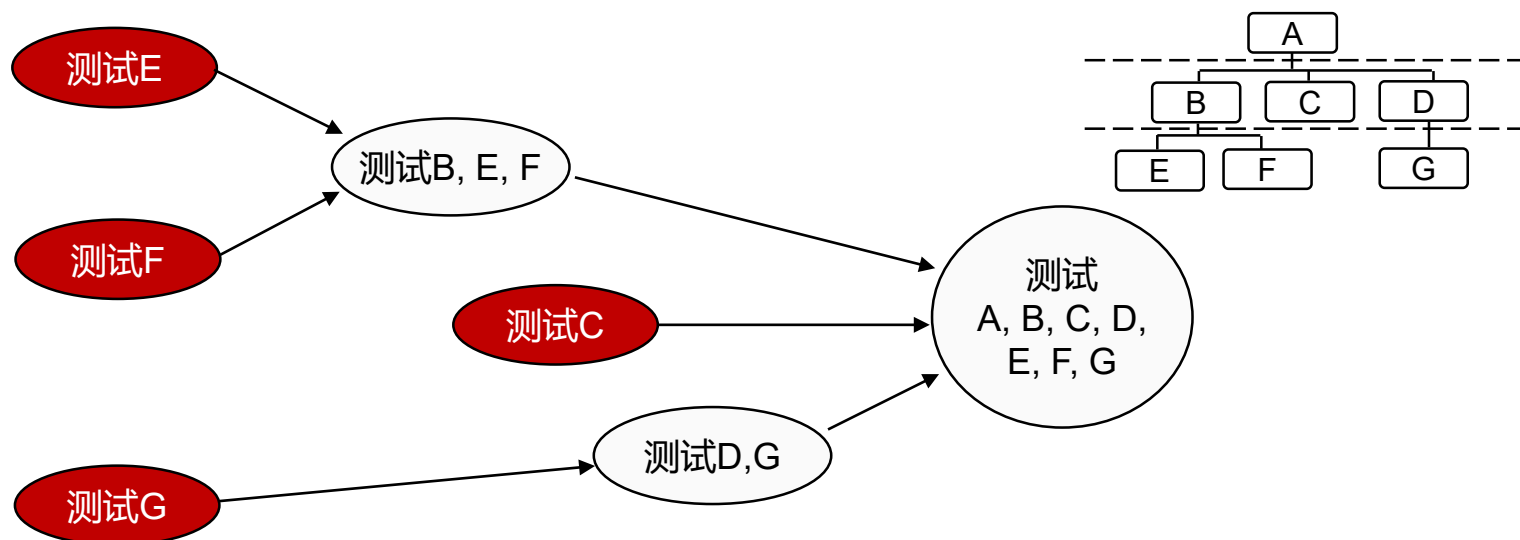 测试E
测试B, E, F
测试F
测试C
测试
A, B, C, D,
E, F, G
测试D,G
测试G
A
B
C
D
E
F
G